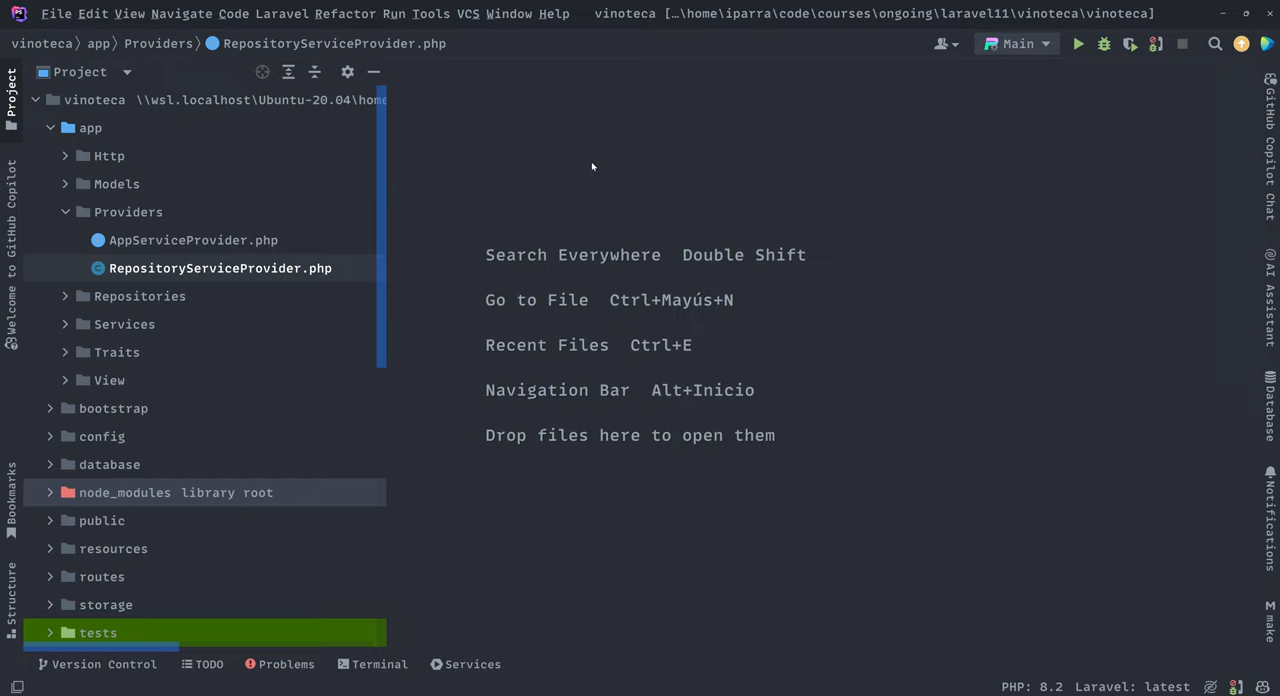 PS File Edit View Navigate Code Laravel Refactor Run Tools VCS Window Help vinoteca […\home\iparra\code\courses\ongoing\laravel11\vinoteca\vinoteca]
vinoteca app Providers RepositoryServiceProvider.php
Main
Project
vinoteca \\wsl.localhost\Ubuntu-20.04\home
app
Http
Models
Providers
AppServiceProvider.php
RepositoryServiceProvider.php
Repositories
Services
Traits
View
bootstrap
config
database
node_modules library root
public
resources
routes
storage
tests
Search Everywhere Double Shift
Go to File Ctrl+Mayús+N
Recent Files Ctrl+E
Navigation Bar Alt+Inicio
Drop files here to open them
Project
Welcome to GitHub Copilot
Bookmarks
Structure
GitHub Copilot Chat
AI Assistant
Database
Notifications
M make
Version Control TODO Problems Terminal Services
PHP: 8.2 Laravel: latest